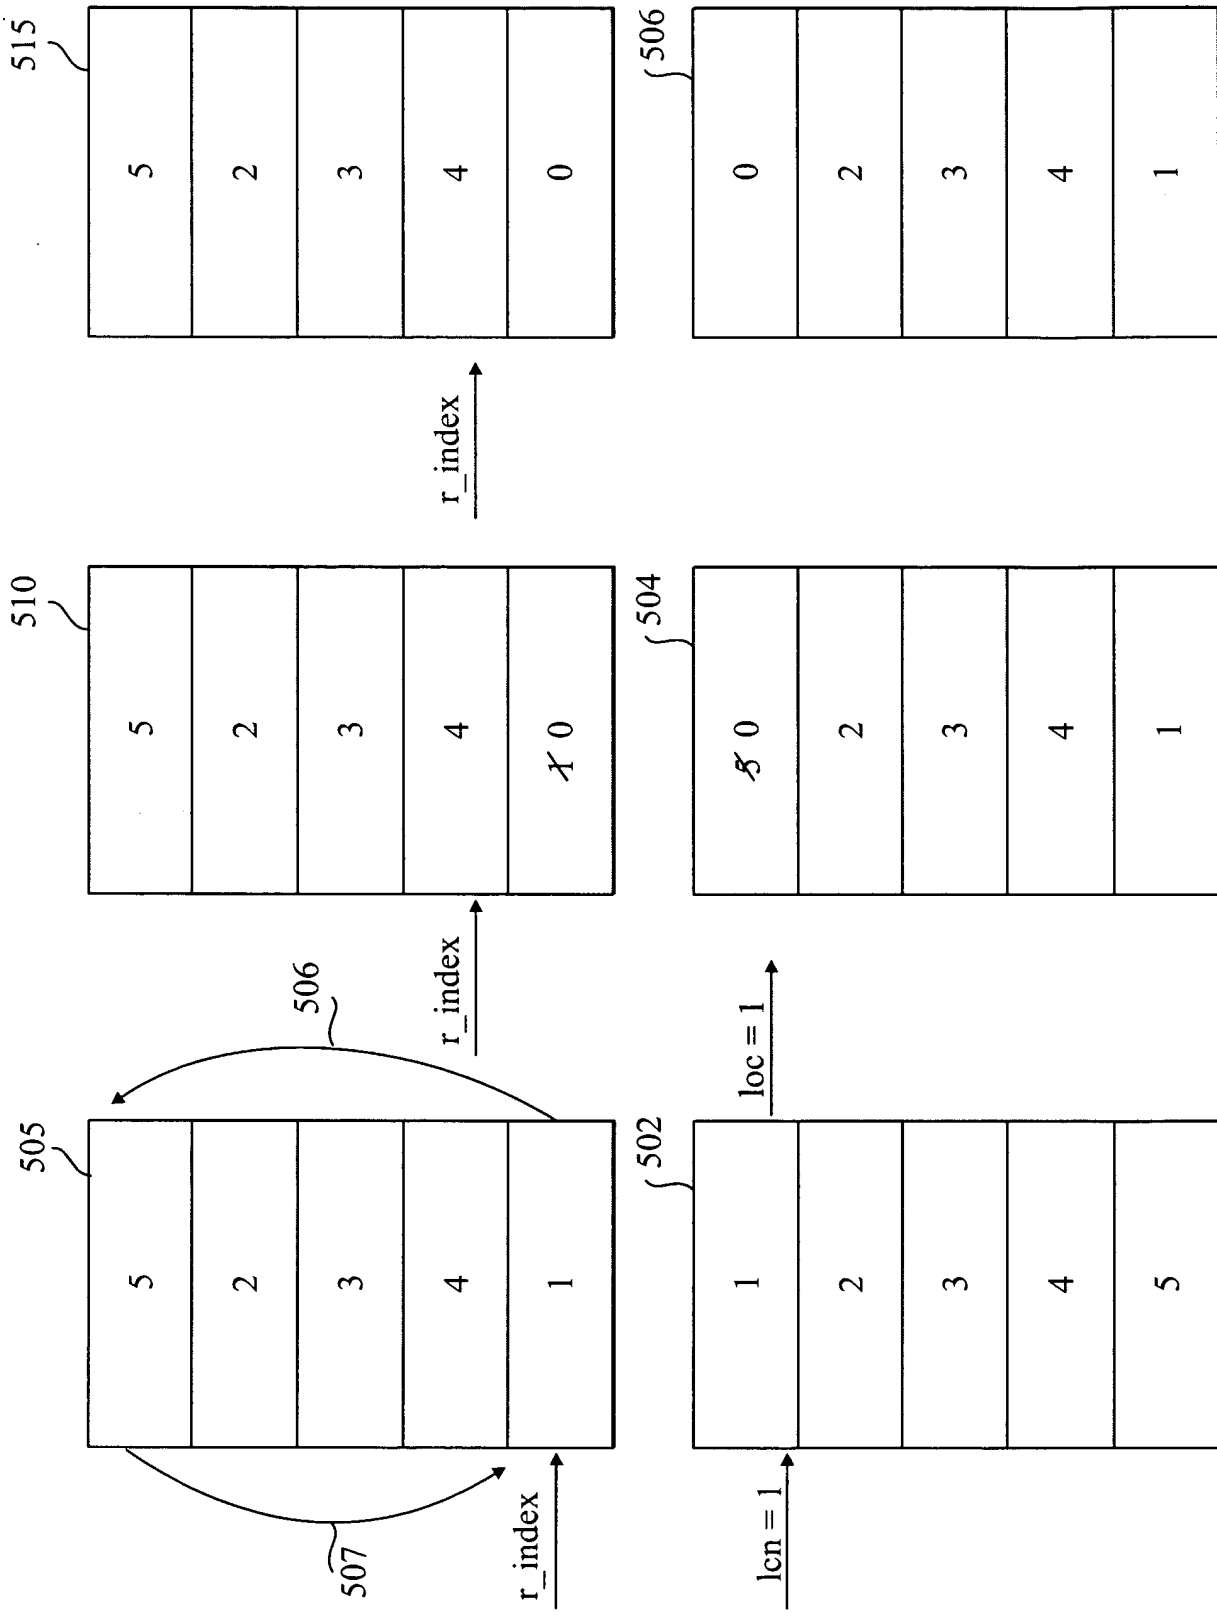 505 510 515
5 5 5
2 2 2
506
507 3 3 3
4 r_index 4 r_index 4
r_index 1 1 0 0
502 504 506
1 5 0 0
lcn = 1 loc = 1
2 2 2
3 3 3
4 4 4
5 1 1